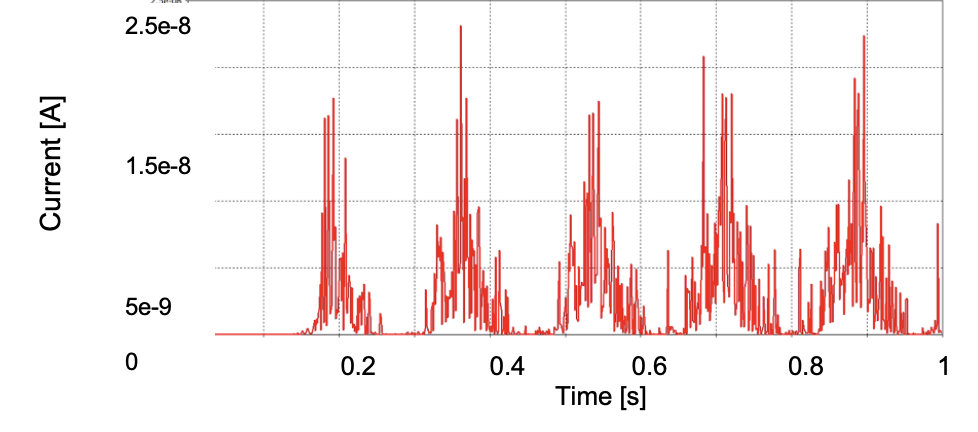 2.5e-8
Current [A]
1.5e-8
5e-9
0
0.2 0.4 0.6 0.8 1
Time [s]